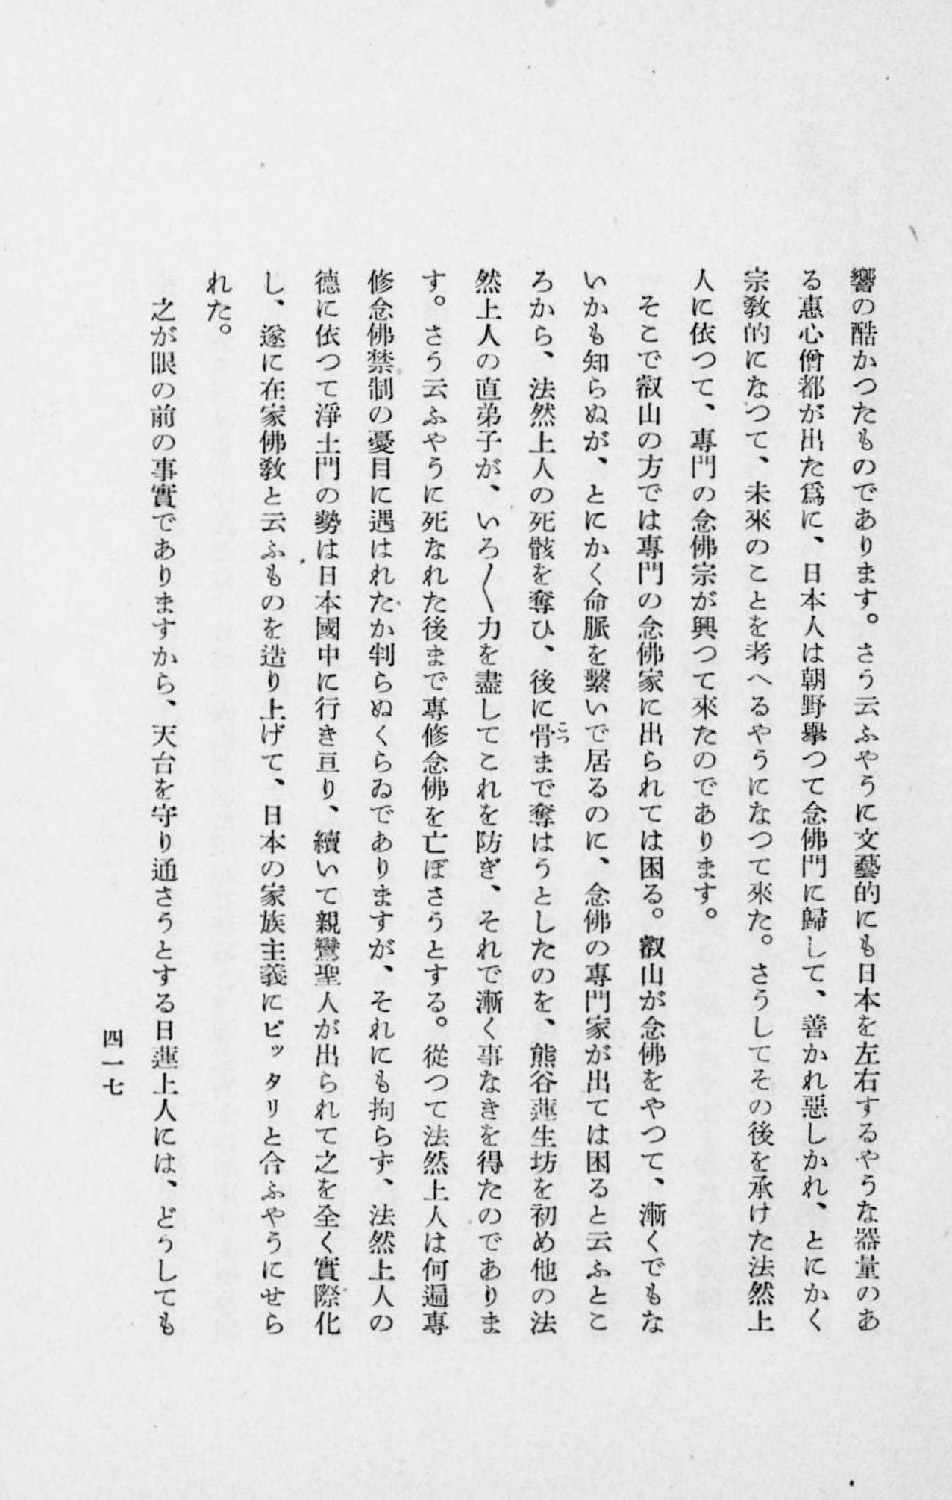 響の酷かつたものであります。さう云ふやうに文藝的にも日本を左右するやうな器量のあ
る惠心僧都が出た爲に、日本人は朝野擧つて念佛門に歸して、善かれ惡しかれ、とにかく
宗教的になつて、未來のことを考へるやうになつて來た。さうしてその後を承けた法然上
人に依つて、專門の念佛宗が興つて來たのであります。
そこで叡山の方では專門の念佛家に出られては困る。叡山が念佛をやつて、漸くでもな
いかも知らぬが、とにかく命脈を繫いで居るのに、念佛の專門家が出ては困ると云ふとこ
ろから、法然上人の死骸を奪ひ、後に骨こつまで奪はうとしたのを、熊谷蓮生坊を初め他の法
然上人の直弟子が、いろ〳〵力を盡してこれを防ぎ、それで漸く事なきを得たのでありま
す。さう云ふやうに死なれた後まで專修念佛を亡ぼさうとする。從つて法然上人は何遍專
修念佛禁制の憂目に遇はれたか判らぬくらゐでありますが、それにも拘らず、法然上人の
德に依つて淨土門の勢は日本國中に行き亘り、續いて親鸞聖人が出られて之を全く實際化
し、遂に在家佛敎と云ふものを造り上げて、日本の家族主義にピッタリと合ふやうにせら
れた。
之が眼の前の事實でありますから、天台を守り通さうとする日蓮上人には、どうしても
四一七